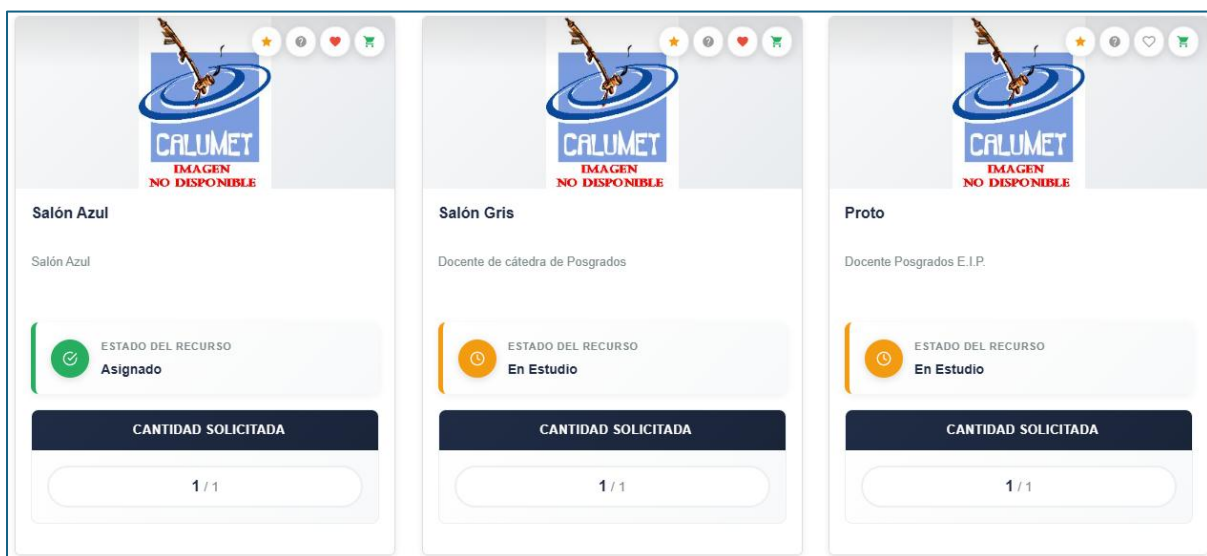 CALUMET
IMAGEN
NO DISPONIBLE
Salón Azul
Salón Azul
ESTADO DEL RECURSO
Asignado
CANTIDAD SOLICITADA
1 / 1
CALUMET
IMAGEN
NO DISPONIBLE
Salón Gris
Docente de cátedra de Posgrados
ESTADO DEL RECURSO
En Estudio
CANTIDAD SOLICITADA
1 / 1
CALUMET
IMAGEN
NO DISPONIBLE
Proto
Docente Posgrados E.I.P.
ESTADO DEL RECURSO
En Estudio
CANTIDAD SOLICITADA
1 / 1